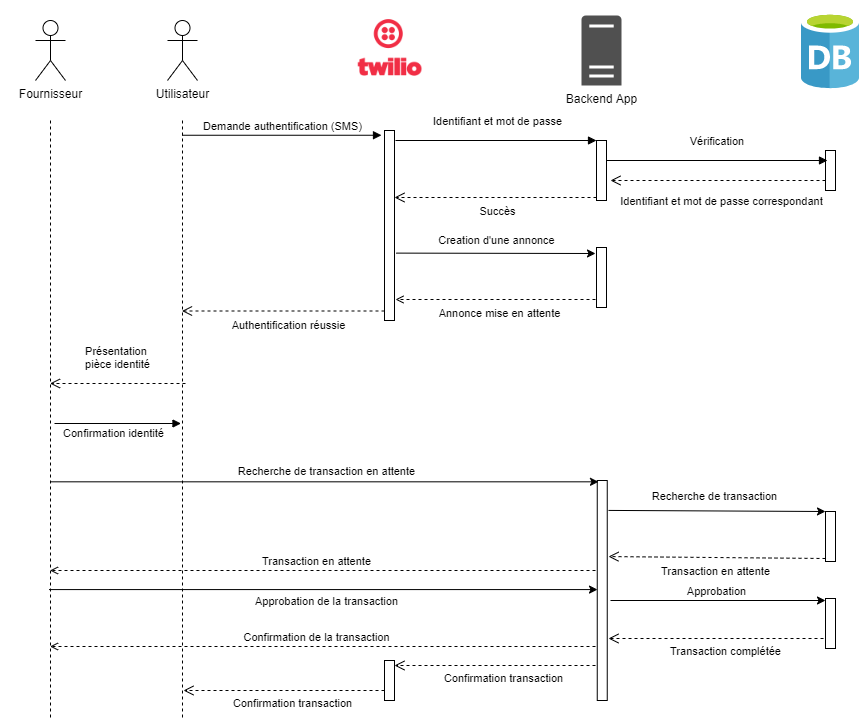 twilio
DB
Fournisseur
Utilisateur
Backend App
Demande authentification (SMS)
Identifiant et mot de passe
Vérification
Identifiant et mot de passe correspondant
Succès
Creation d'une annonce
Annonce mise en attente
Authentification réussie
Présentation
pièce identité
Confirmation identité
Recherche de transaction en attente
Recherche de transaction
Transaction en attente
Transaction en attente
Approbation
Approbation de la transaction
Confirmation de la transaction
Transaction complétée
Confirmation transaction
Confirmation transaction